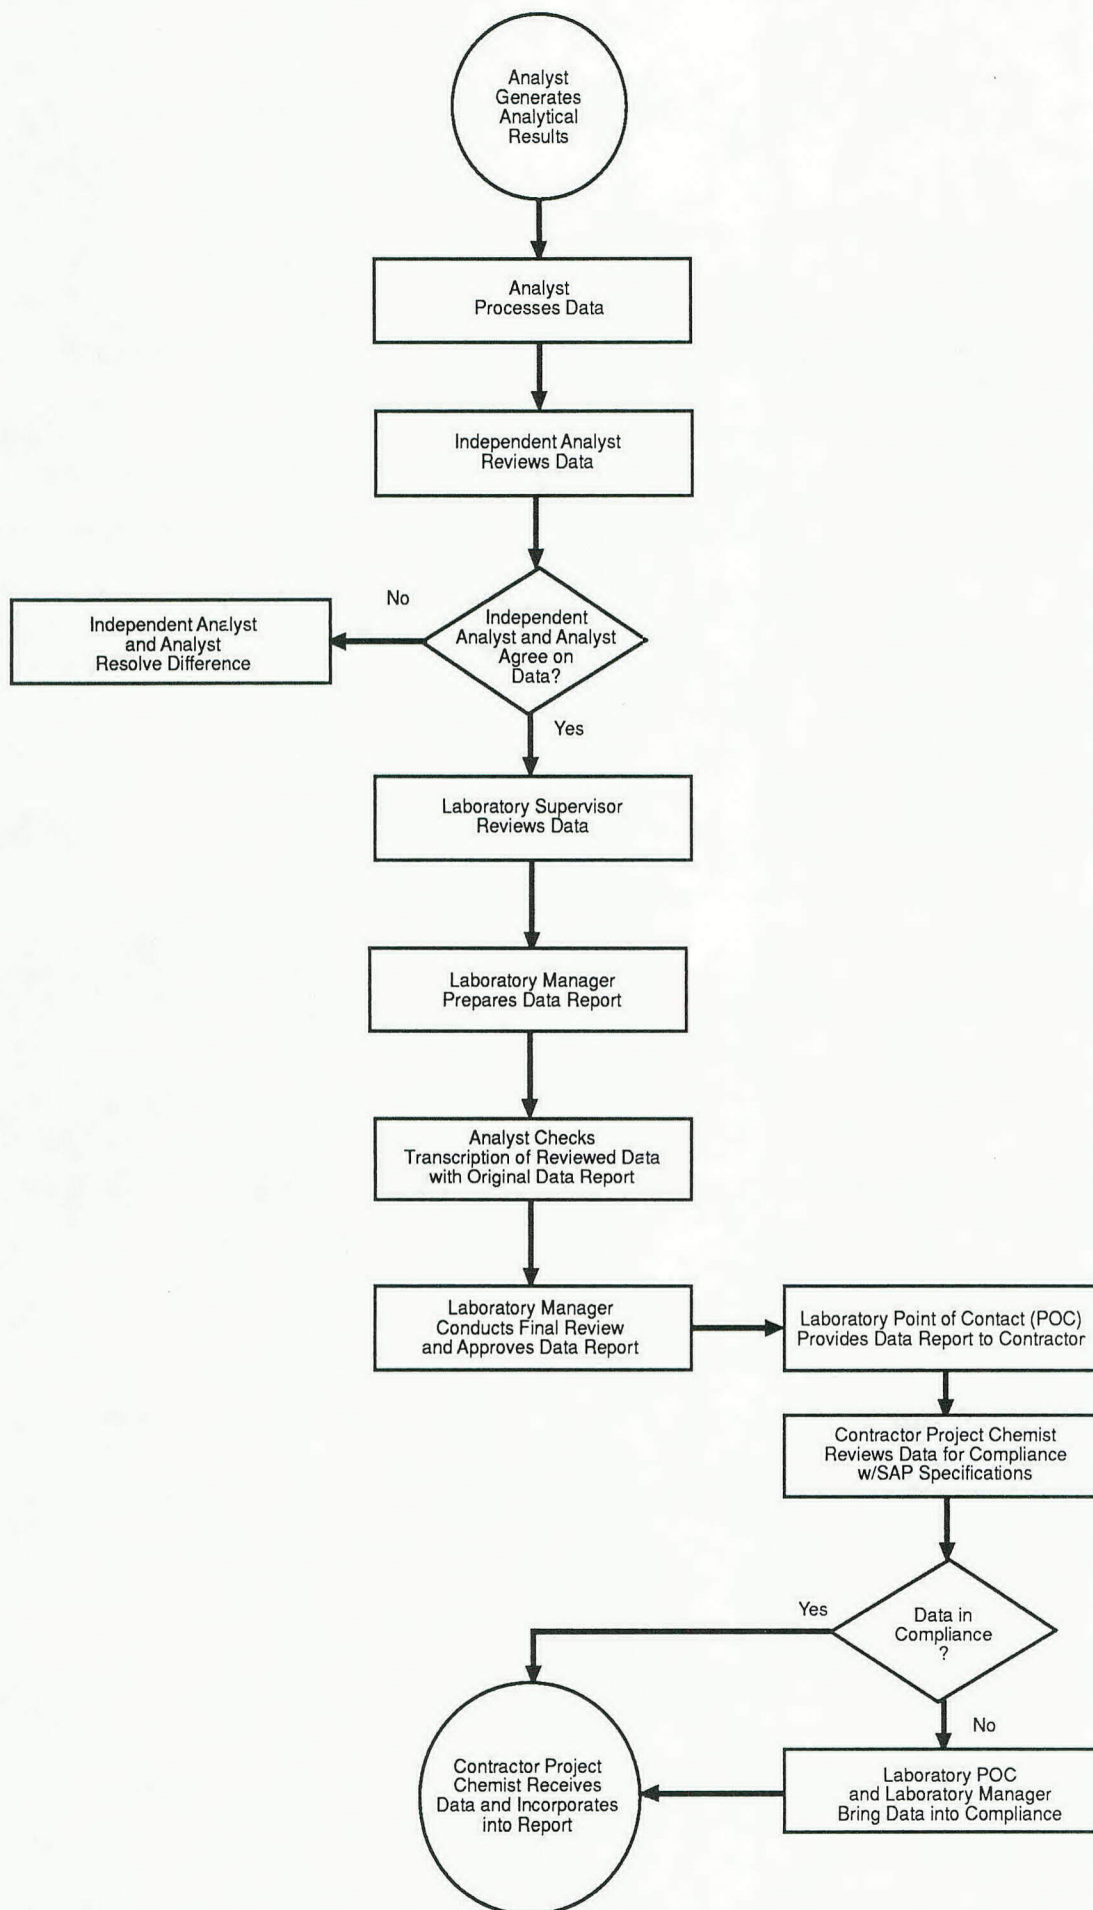 Analyst
Generates
Analytical
Results
Analyst
Processes Data
Independent Analyst
Reviews Data
No
Independent Analyst
and Analyst
Resolve Difference
Independent
Analyst and Analyst
Agree on
Data?
Yes
Laboratory Supervisor
Reviews Data
Laboratory Manager
Prepares Data Report
Analyst Checks
Transcription of Reviewed Data
with Original Data Report
Laboratory Manager
Conducts Final Review
and Approves Data Report
Laboratory Point of Contact (POC)
Provides Data Report to Contractor
Contractor Project Chemist
Reviews Data for Compliance
w/SAP Specifications
Yes
Data in
Compliance
?
No
Laboratory POC
and Laboratory Manager
Bring Data into Compliance
Contractor Project
Chemist Receives
Data and Incorporates
into Report